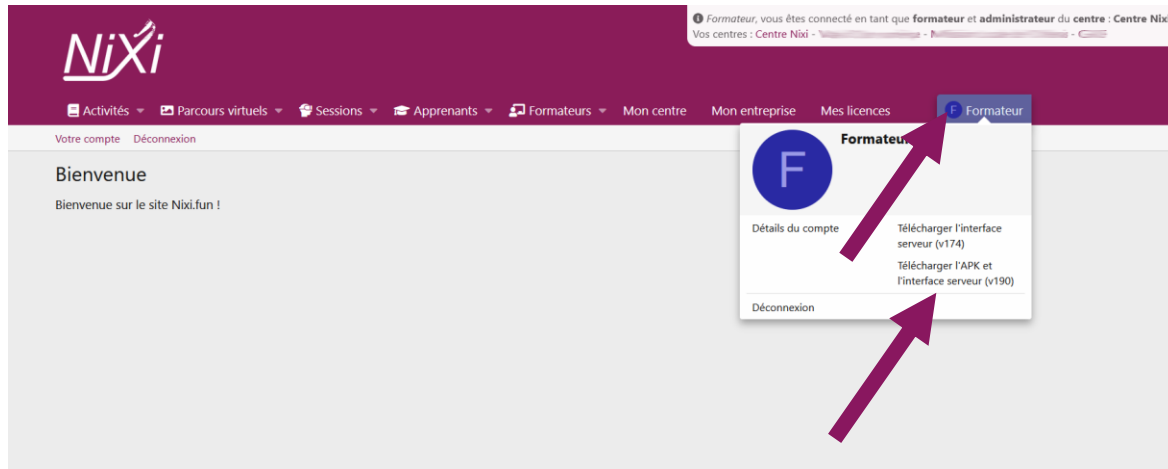 Formateur, vous êtes connecté en tant que formateur et administrateur du centre : Centre Nixi
Vos centres : Centre Nixi -
NiXi
Activités
Parcours virtuels
Sessions
Apprenants
Formateurs
Mon centre
Mon entreprise
Mes licences
F Formateur
Votre compte Déconnexion
Bienvenue
Bienvenue sur le site Nixi.fun !
Formateur
F
Détails du compte
Télécharger l'interface
serveur (v174)
Télécharger l'APK et
l'interface serveur (v190)
Déconnexion